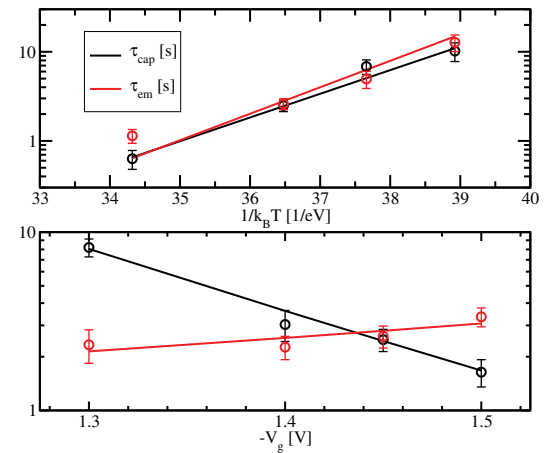 10
1
τcap [s]
τem [s]
33 34 35 36 37 38 39 40
1/kBT [1/eV]
10
1
1.3 1.4 1.5
-Vg [V]